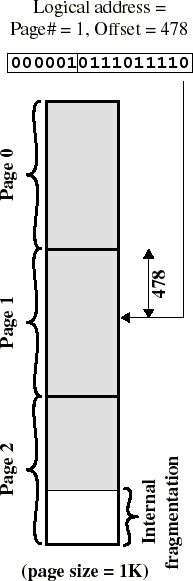 Logical address =
Page# = 1, Offset = 478
0000010111011110
Page 0
478
Page 1
Page 2
Internal
fragmentation
(page size = 1K)